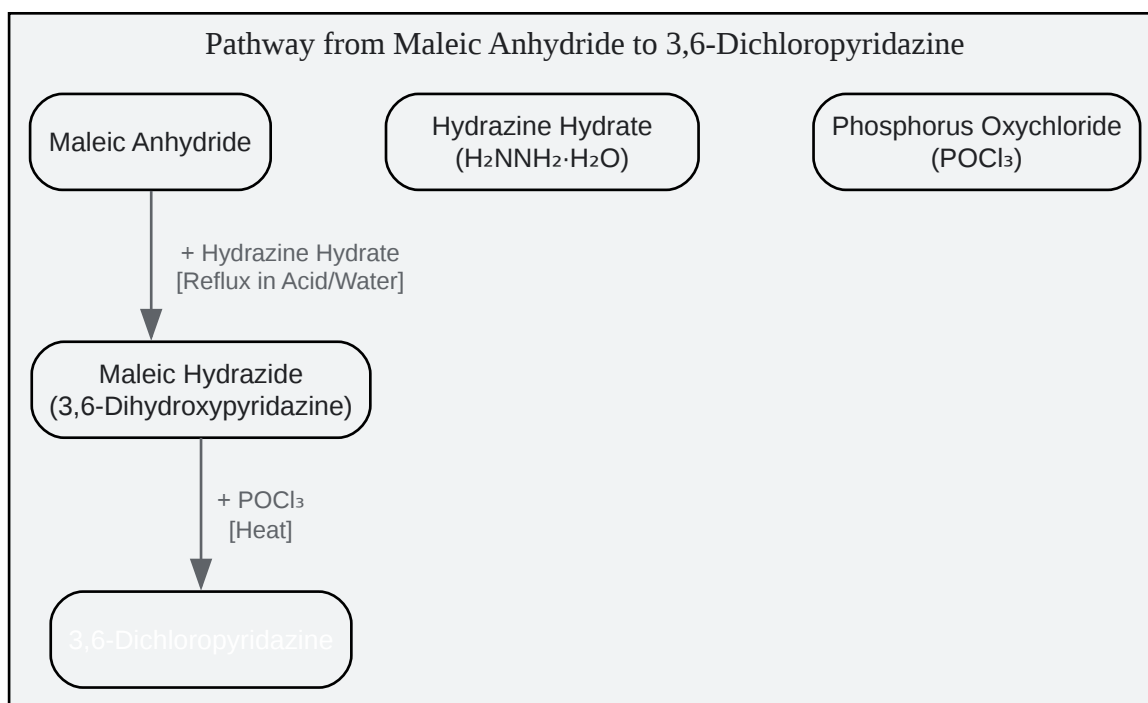 Pathway from Maleic Anhydride to 3,6-Dichloropyridazine
Maleic Anhydride
Hydrazine Hydrate
(H₂NNH₂·H₂O)
Phosphorus Oxychloride
(POCl₃)
+ Hydrazine Hydrate
[Reflux in Acid/Water]
Maleic Hydrazide
(3,6-Dihydroxypyridazine)
+ POCl₃
[Heat]
3,6-Dichloropyridazine